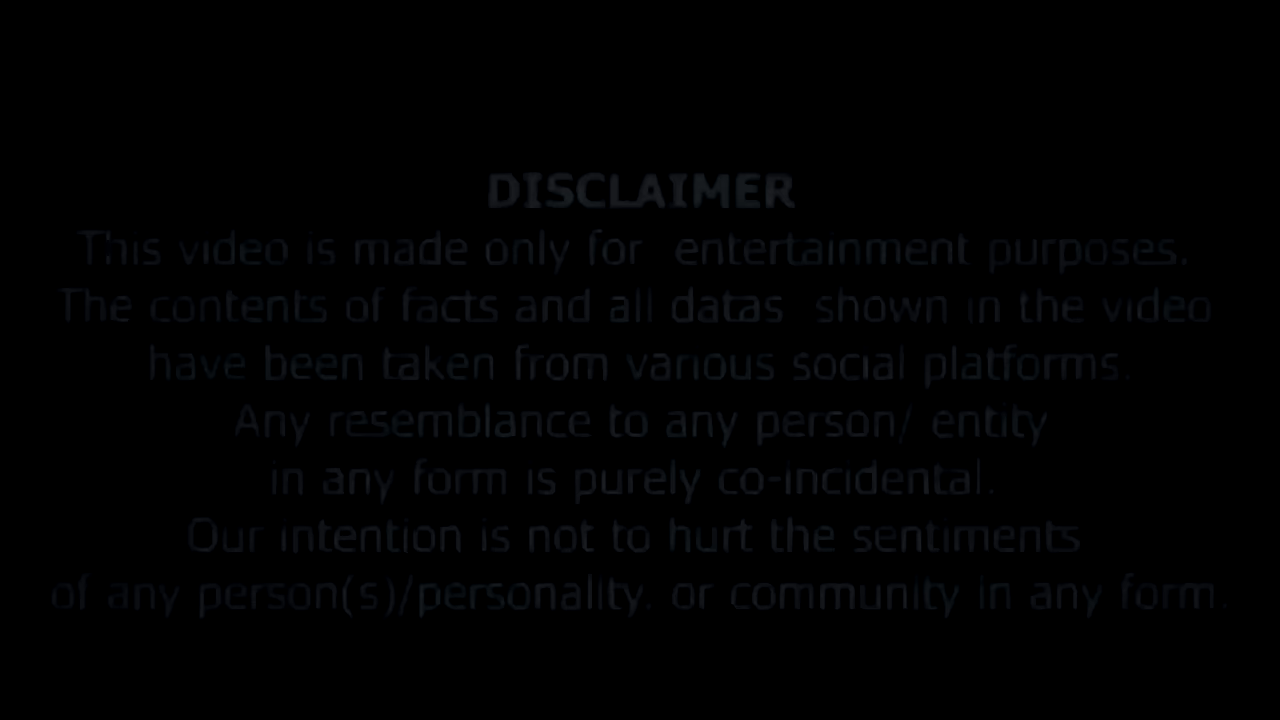 DISCLAIMER
This video is made only for entertainment purposes.
The contents of facts and all datas shown in the video
have been taken from various social platforms.
Any resemblance to any person/ entity
in any form is purely co-incidental.
Our intention is not to hurt the sentiments
of any person(s)/personality. or community in any form.